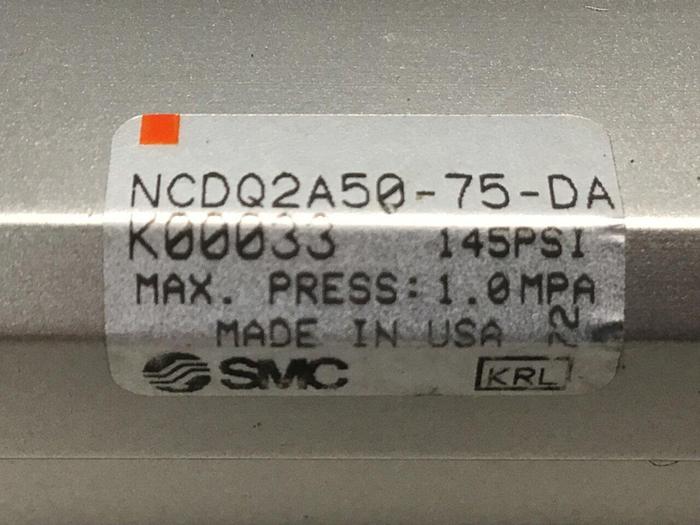 NCDQ2A50-75-DA
K00033 145PSI
MAX. PRESS: 1.0MPA
MADE IN USA
SMC KRL